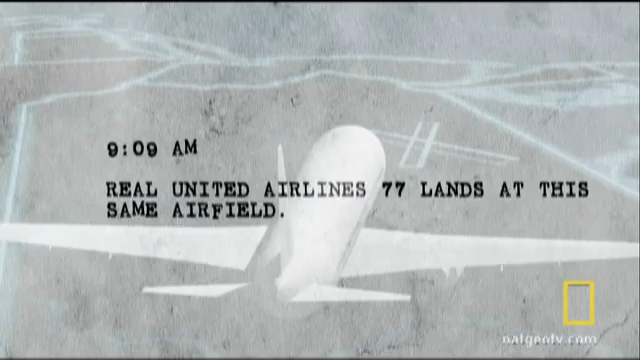 9:09 AM
REAL UNITED AIRLINES 77 LANDS AT THIS
SAME AIRFIELD.
natgeotv.com